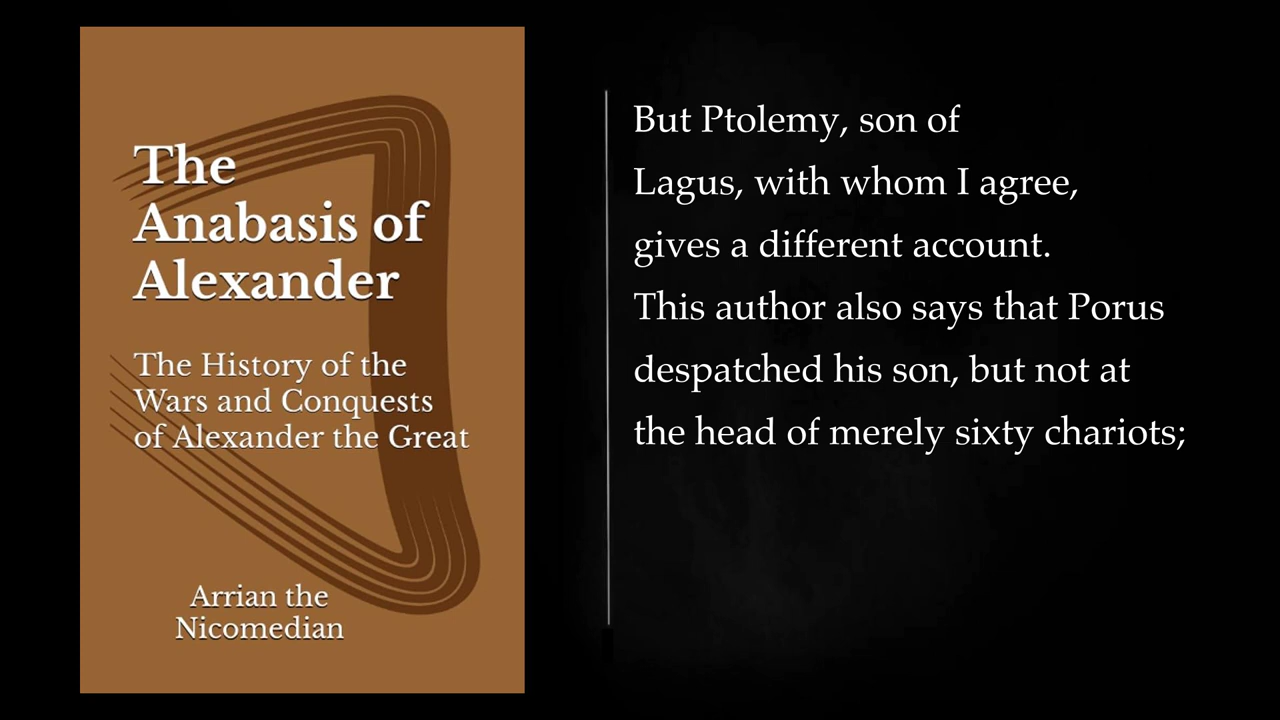 The
Anabasis of
Alexander
The History of the
Wars and Conquests
of Alexander the Great
Arrian the
Nicomedian
But Ptolemy, son of
Lagus, with whom I agree,
gives a different account.
This author also says that Porus
despatched his son, but not at
the head of merely sixty chariots;